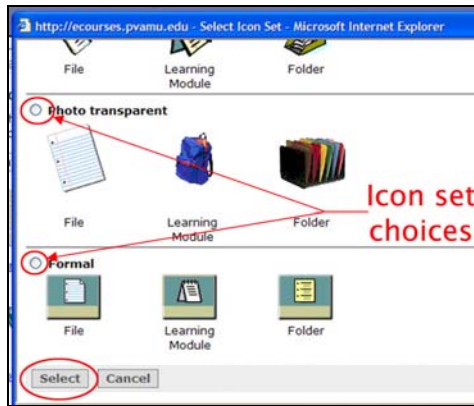 http://ecourses.pvamu.edu - Select Icon Set - Microsoft Internet Explorer
File
Learning
Module
Folder
Photo transparent
File
Learning
Module
Folder
Icon set
choices
Formal
File
Learning
Module
Folder
Select
Cancel